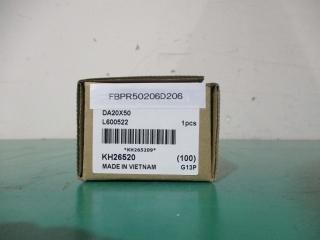 FBPR50206D206
DA20X50
L600522
1pcs
*KH265209*
KH26520 (100)
MADE IN VIETNAM G13P